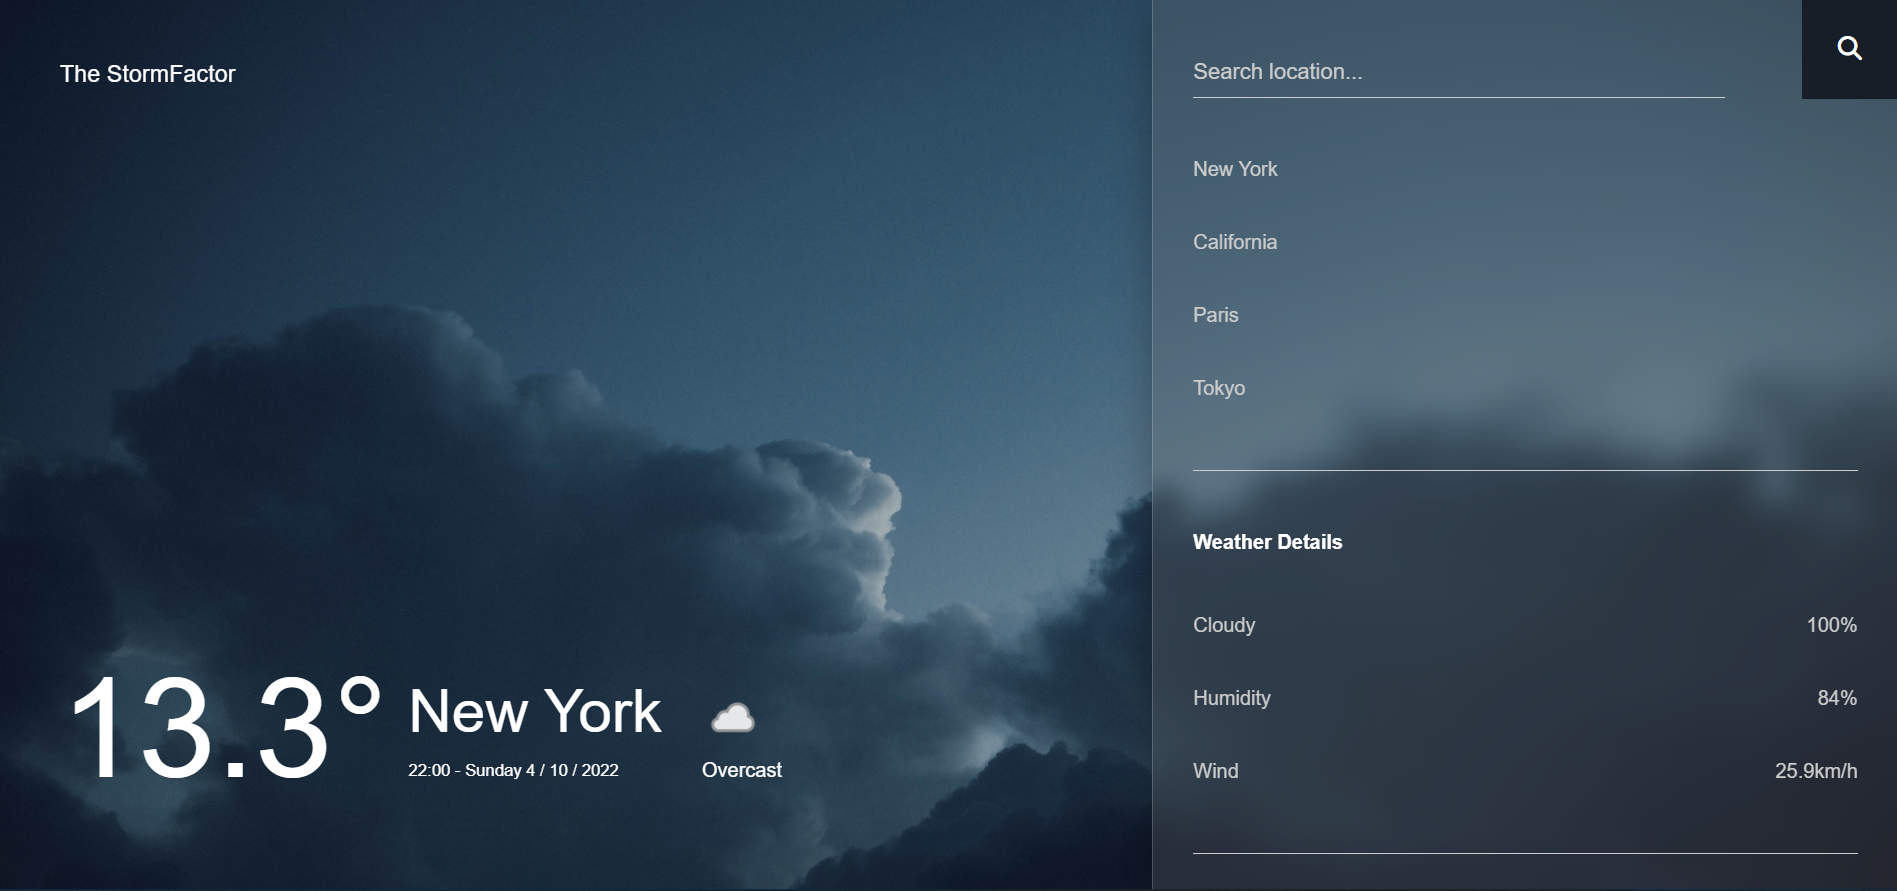 The StormFactor
13.3°
New York
22:00 - Sunday 4 / 10 / 2022
Overcast
Search location...
New York
California
Paris
Tokyo
Weather Details
Cloudy 100%
Humidity 84%
Wind 25.9km/h